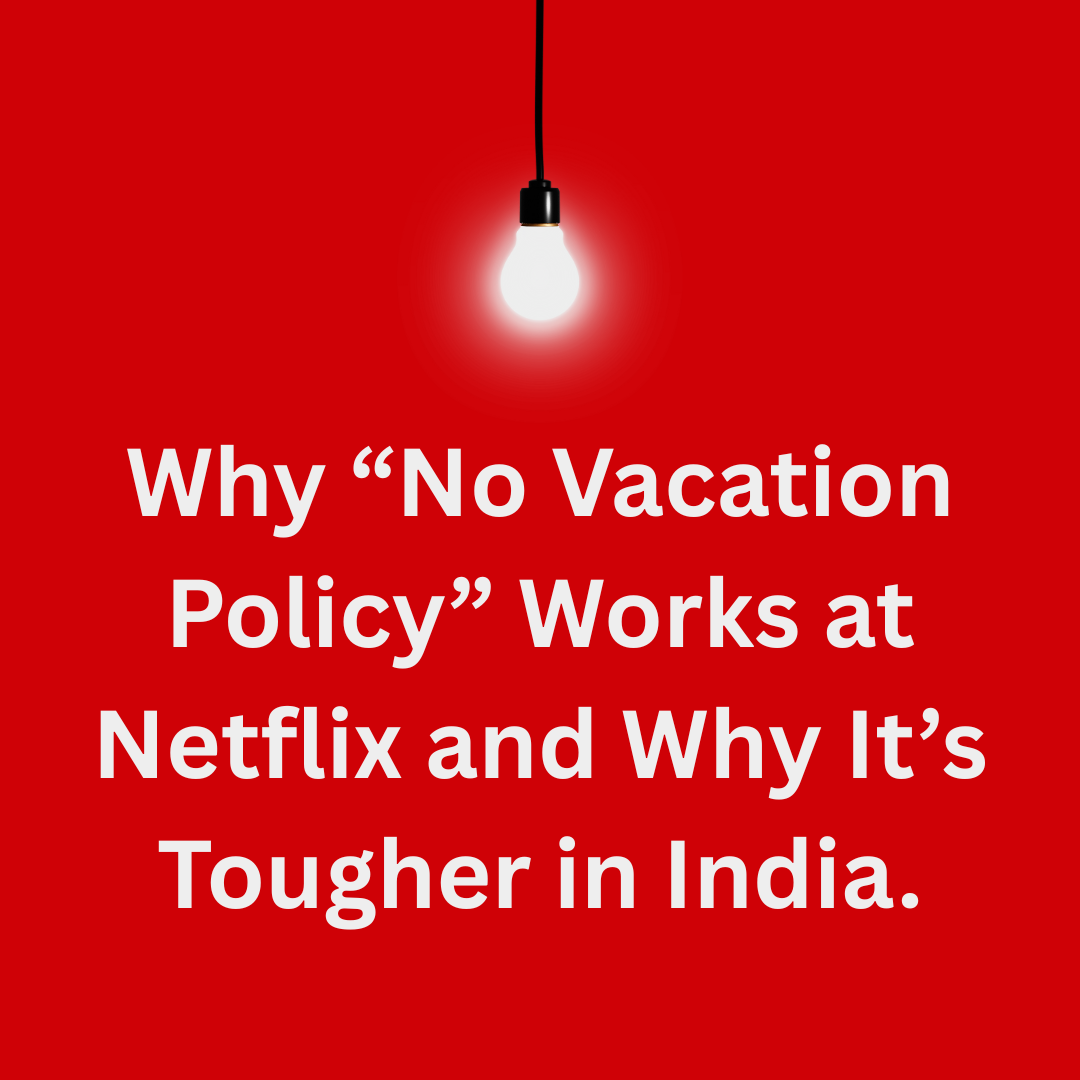 Why “No Vacation
Policy” Works at
Netflix and Why It’s
Tougher in India.